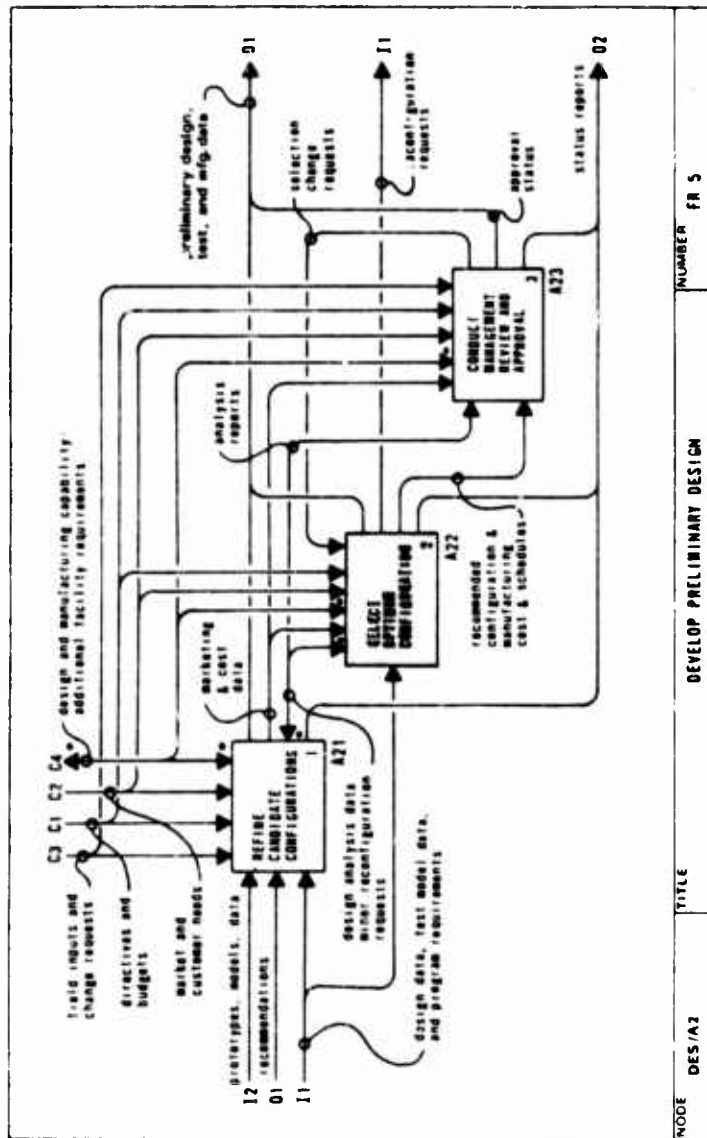 C3
C1
C2
C4
field inputs and
change requests
directives and
budgets
market and
customer needs
design and manufacturing capability
additional facility requirements
I2
prototypes, models, data
O1
recommendations
I1
design data, test model data,
and program requirements
REFINE
CANDIDATE
CONFIGURATIONS
1
A21
marketing
& cost
data
design analysis data
minor reconfiguration
requests
SELECT
OPTIONS
CONFIGURATION
2
A22
analysis
reports
recommended
configuration &
manufacturing
cost & schedules
CONDUCT
MANAGEMENT
REVIEW AND
APPROVAL
3
A23
selection
change
requests
preliminary design,
test, and mfg. data
O1
I1
requests
approval
status
status reports
O2
NODE
DES/A2
TITLE
DEVELOP PRELIMINARY DESIGN
NUMBER
FR 5